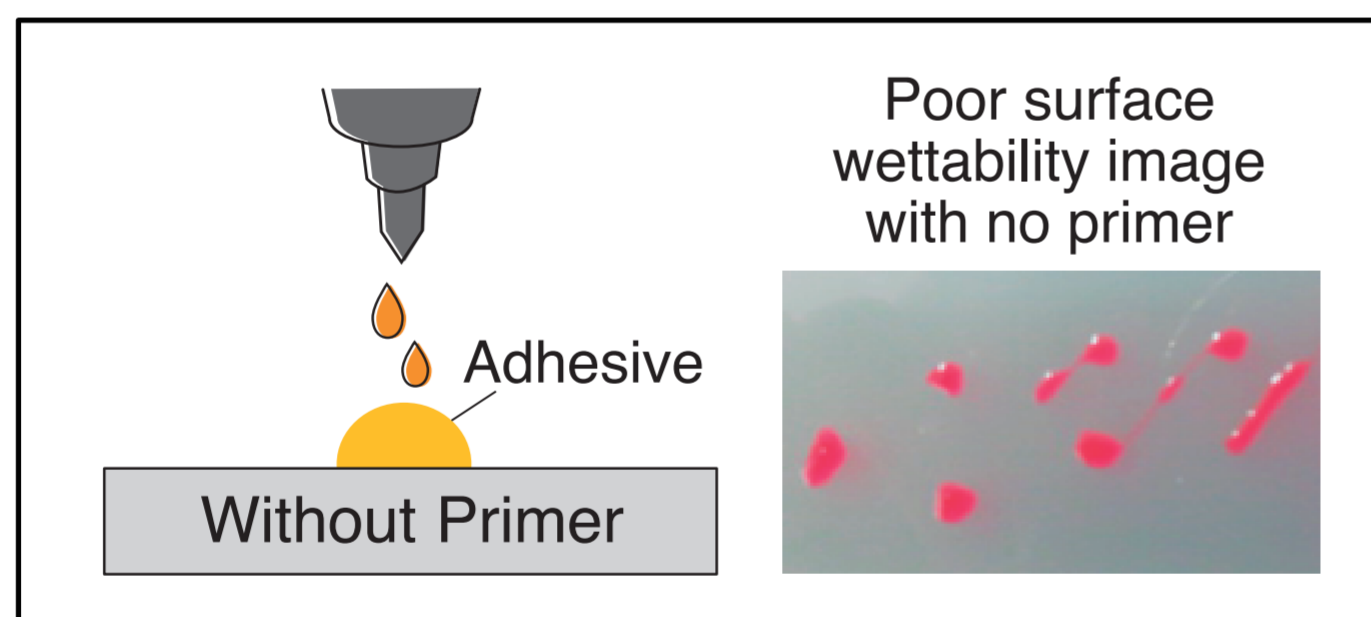 Adhesive
Without Primer
Poor surface
wettability image
with no primer